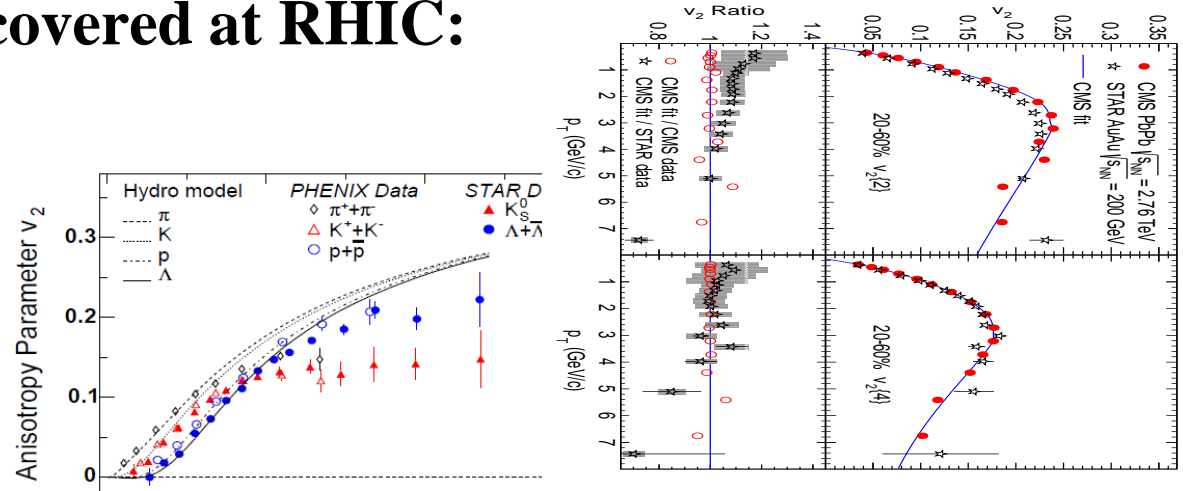 covered at RHIC:
Hydro model
π
K
p
Λ
PHENIX Data
π⁺+π⁻
K⁺+K⁻
p+p̅
STAR D
K⁰S
Λ+Λ̅
Anisotropy Parameter v₂
0.3
0.2
0.1
0
v₂
0.05
0.1
0.15
0.2
0.25
0.3
0.35
CMS PbPb √sNN = 2.76 TeV
STAR AuAu √sNN = 200 GeV
CMS fit
20-60% v₂{2}
20-60% v₂{4}
v₂ Ratio
0.8
1
1.2
1.4
CMS fit / CMS data
CMS fit / STAR data
1 2 3 4 5 6 7
pT (GeV/c)
1 2 3 4 5 6 7
pT (GeV/c)